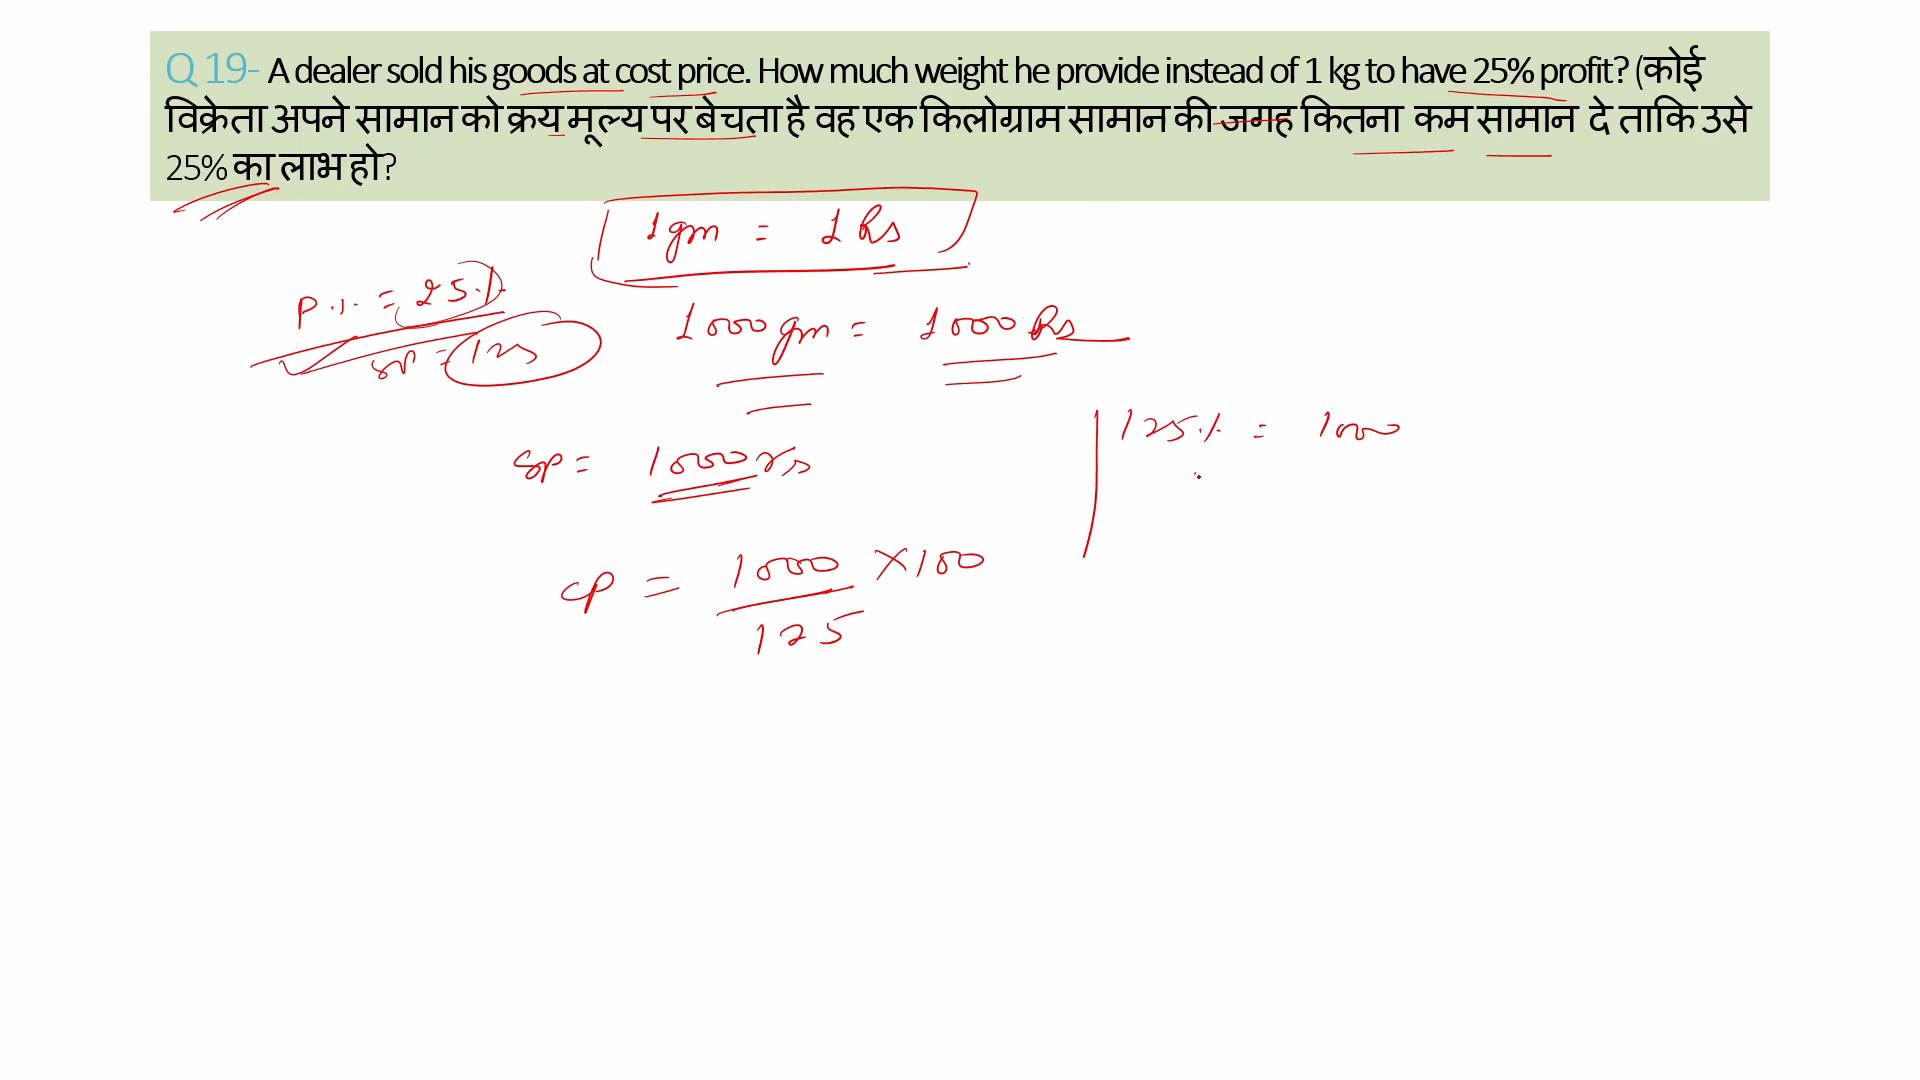 Q 19- A dealer sold his goods at cost price. How much weight he provide instead of 1 kg to have 25% profit? (कोई
विक्रेता अपने सामान को क्रय मूल्य पर बेचता है वह एक किलोग्राम सामान की जगह कितना कम सामान दे ताकि उसे
25% का लाभ हो?
1 gm = 1 Rs
P.%. = 25%
SP = 125
1000 gm = 1000 Rs
125% = 1000
SP = 1000 rs
CP = 1000 × 100
125